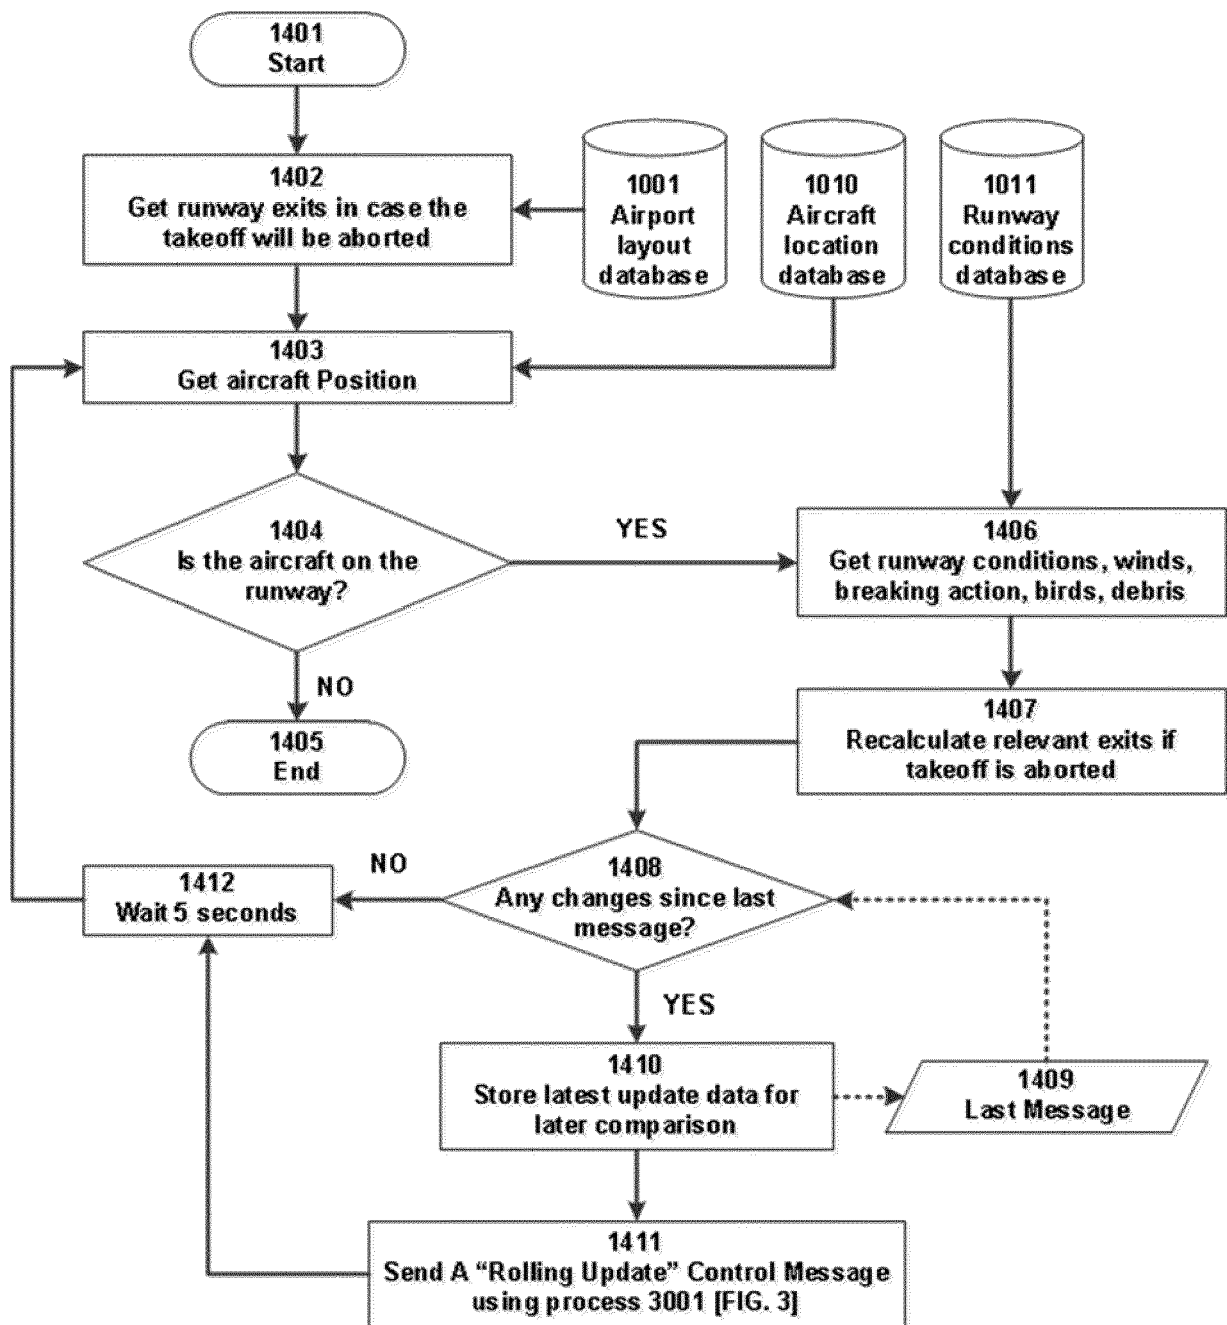 1401
Start
1402
Get runway exits in case the
takeoff will be aborted
1001
Airport
layout
database
1010
Aircraft
location
database
1011
Runway
conditions
database
1403
Get aircraft Position
1404
Is the aircraft on the
runway?
YES
NO
1405
End
1406
Get runway conditions, winds,
breaking action, birds, debris
1407
Recalculate relevant exits if
takeoff is aborted
1408
Any changes since last
message?
NO
1412
Wait 5 seconds
YES
1410
Store latest update data for
later comparison
1409
Last Message
1411
Send A “Rolling Update” Control Message
using process 3001 [FIG. 3]